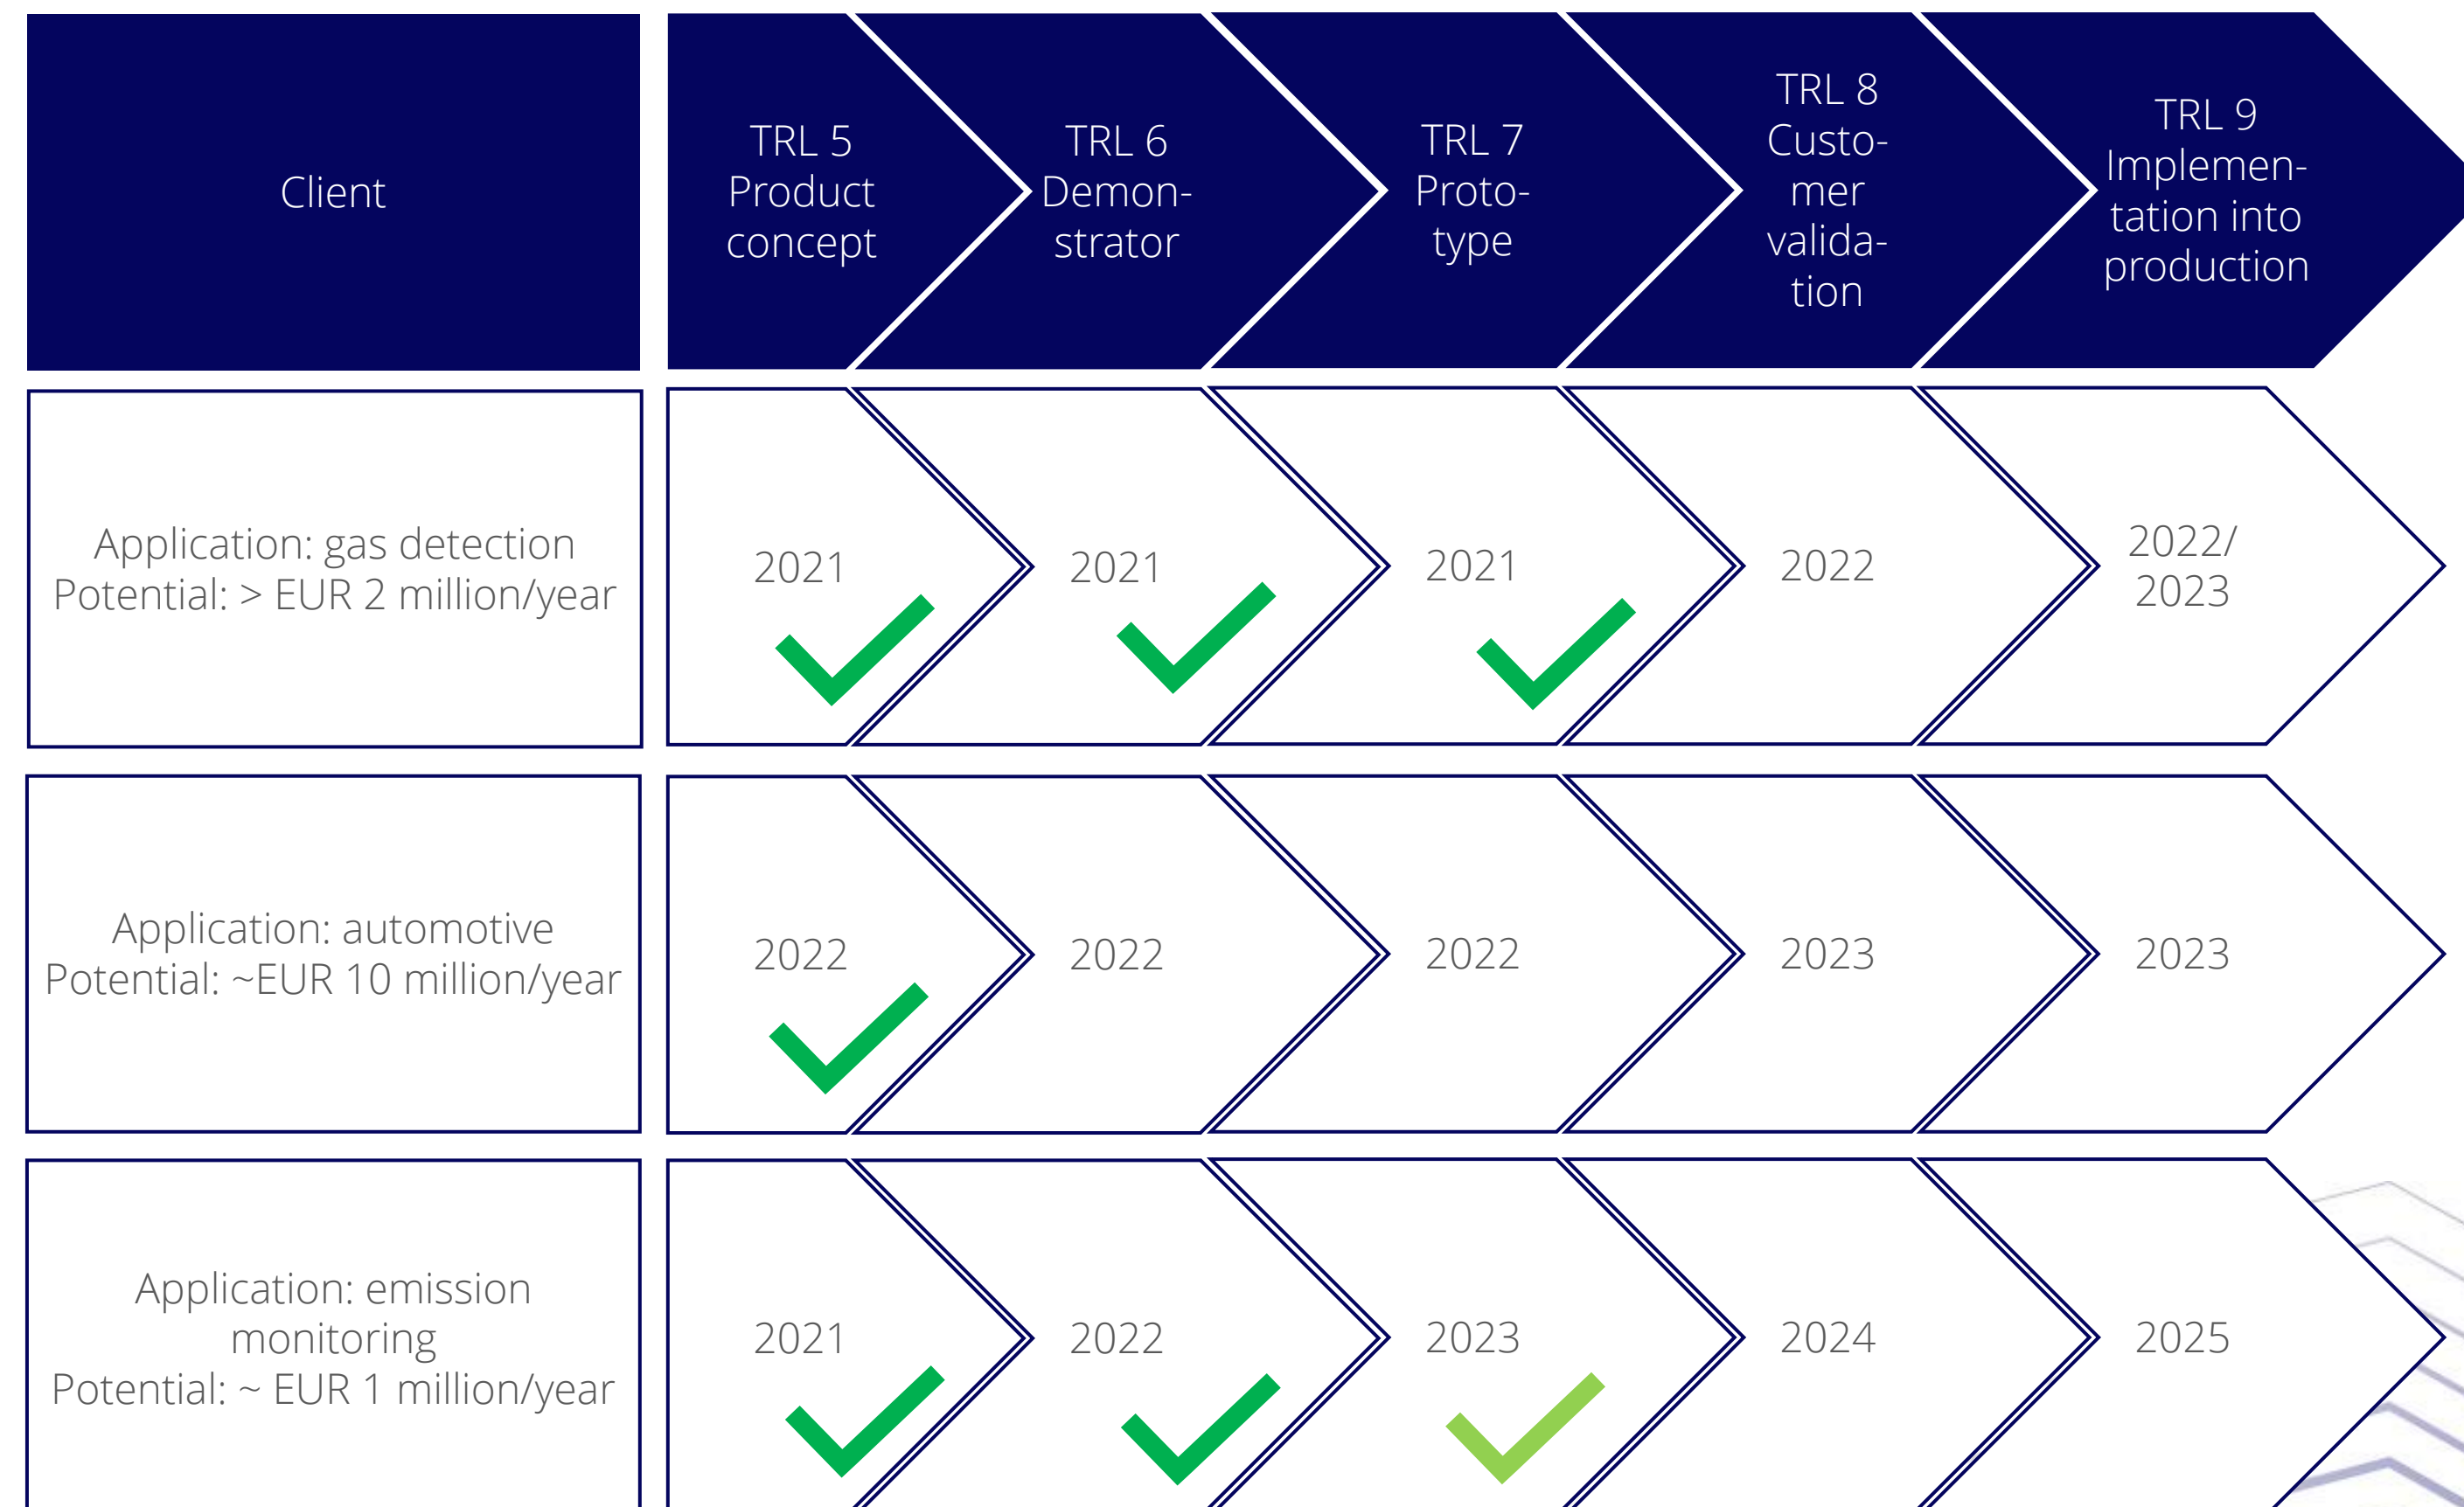 Client
TRL 5
Product
concept
TRL 6
Demon-
strator
TRL 7
Proto-
type
TRL 8
Custo-
mer
valida-
tion
TRL 9
Implemen-
tation into
production
Application: gas detection
Potential: > EUR 2 million/year
2021
2021
2021
2022
2022/
2023
Application: automotive
Potential: ~EUR 10 million/year
2022
2022
2022
2023
2023
Application: emission
monitoring
Potential: ~ EUR 1 million/year
2021
2022
2023
2024
2025